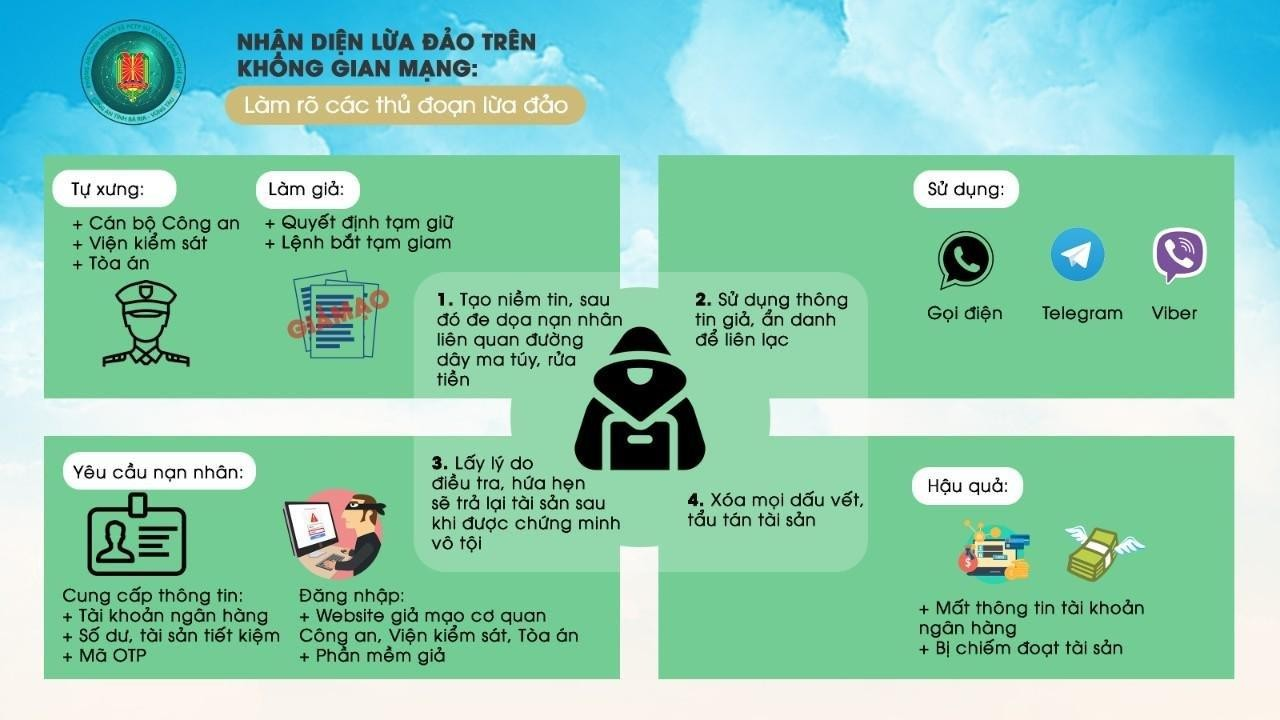 NHẬN DIỆN LỪA ĐẢO TRÊN
KHÔNG GIAN MẠNG:
Làm rõ các thủ đoạn lừa đảo
CÔNG AN TỈNH BÀ RỊA - VŨNG TÀU
Tự xưng:
+ Cán bộ Công an
+ Viện kiểm sát
+ Tòa án
Làm giả:
+ Quyết định tạm giữ
+ Lệnh bắt tạm giam
GIẢ MẠO
1. Tạo niềm tin, sau
đó đe dọa nạn nhân
liên quan đường
dây ma túy, rửa
tiền
2. Sử dụng thông
tin giả, ẩn danh
để liên lạc
Sử dụng:
Gọi điện
Telegram
Viber
Yêu cầu nạn nhân:
Cung cấp thông tin:
+ Tài khoản ngân hàng
+ Số dư, tài sản tiết kiệm
+ Mã OTP
Đăng nhập:
+ Website giả mạo cơ quan
Công an, Viện kiểm sát, Tòa án
+ Phần mềm giả
3. Lấy lý do
điều tra, hứa hẹn
sẽ trả lại tài sản sau
khi được chứng minh
vô tội
4. Xóa mọi dấu vết,
tẩu tán tài sản
Hậu quả:
$
+ Mất thông tin tài khoản
ngân hàng
+ Bị chiếm đoạt tài sản